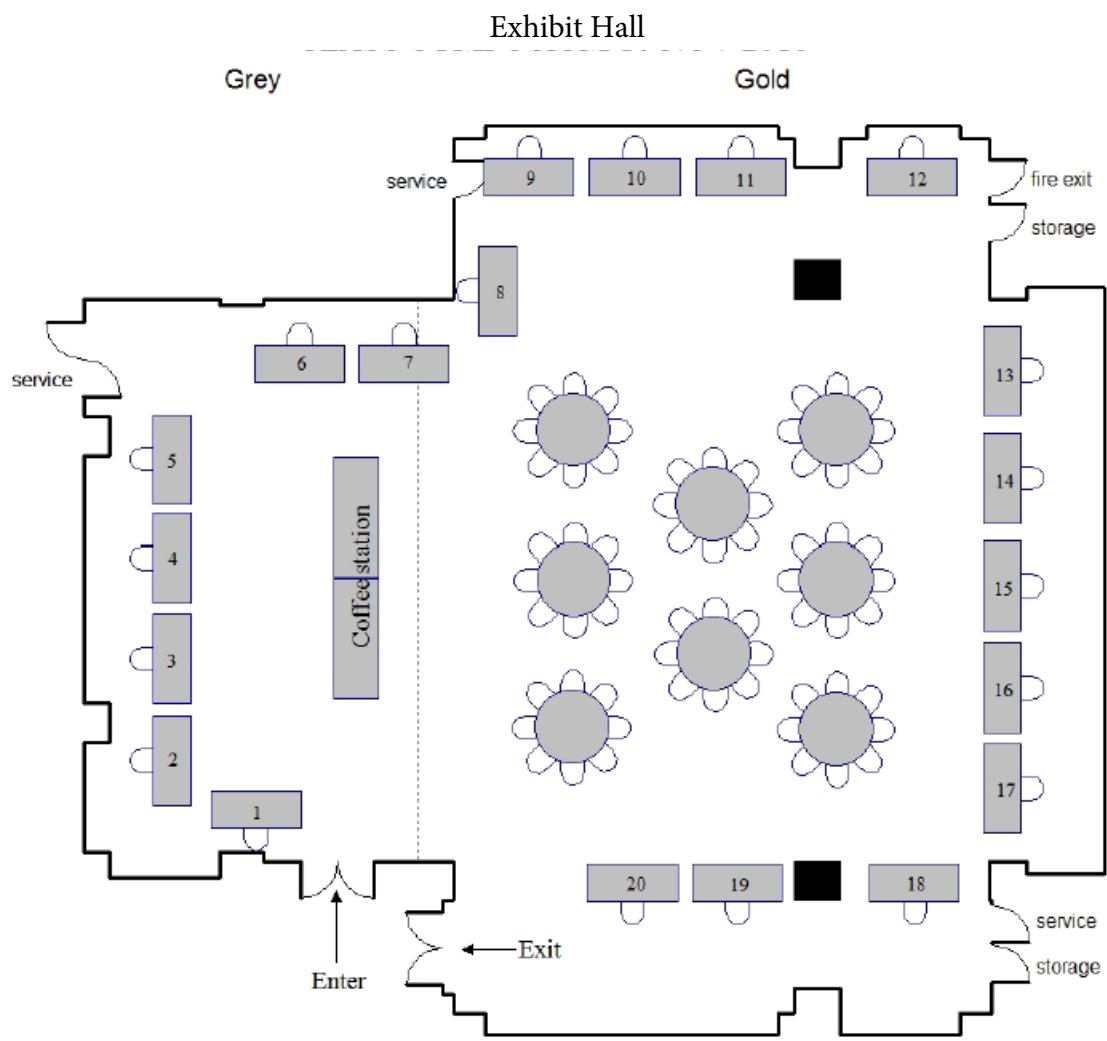 Exhibit Hall
Grey
Gold
service
9
10
11
12
fire exit
storage
8
6
7
service
13
5
14
4
Coffee station
15
3
16
2
17
1
20
19
18
service
Exit
storage
Enter